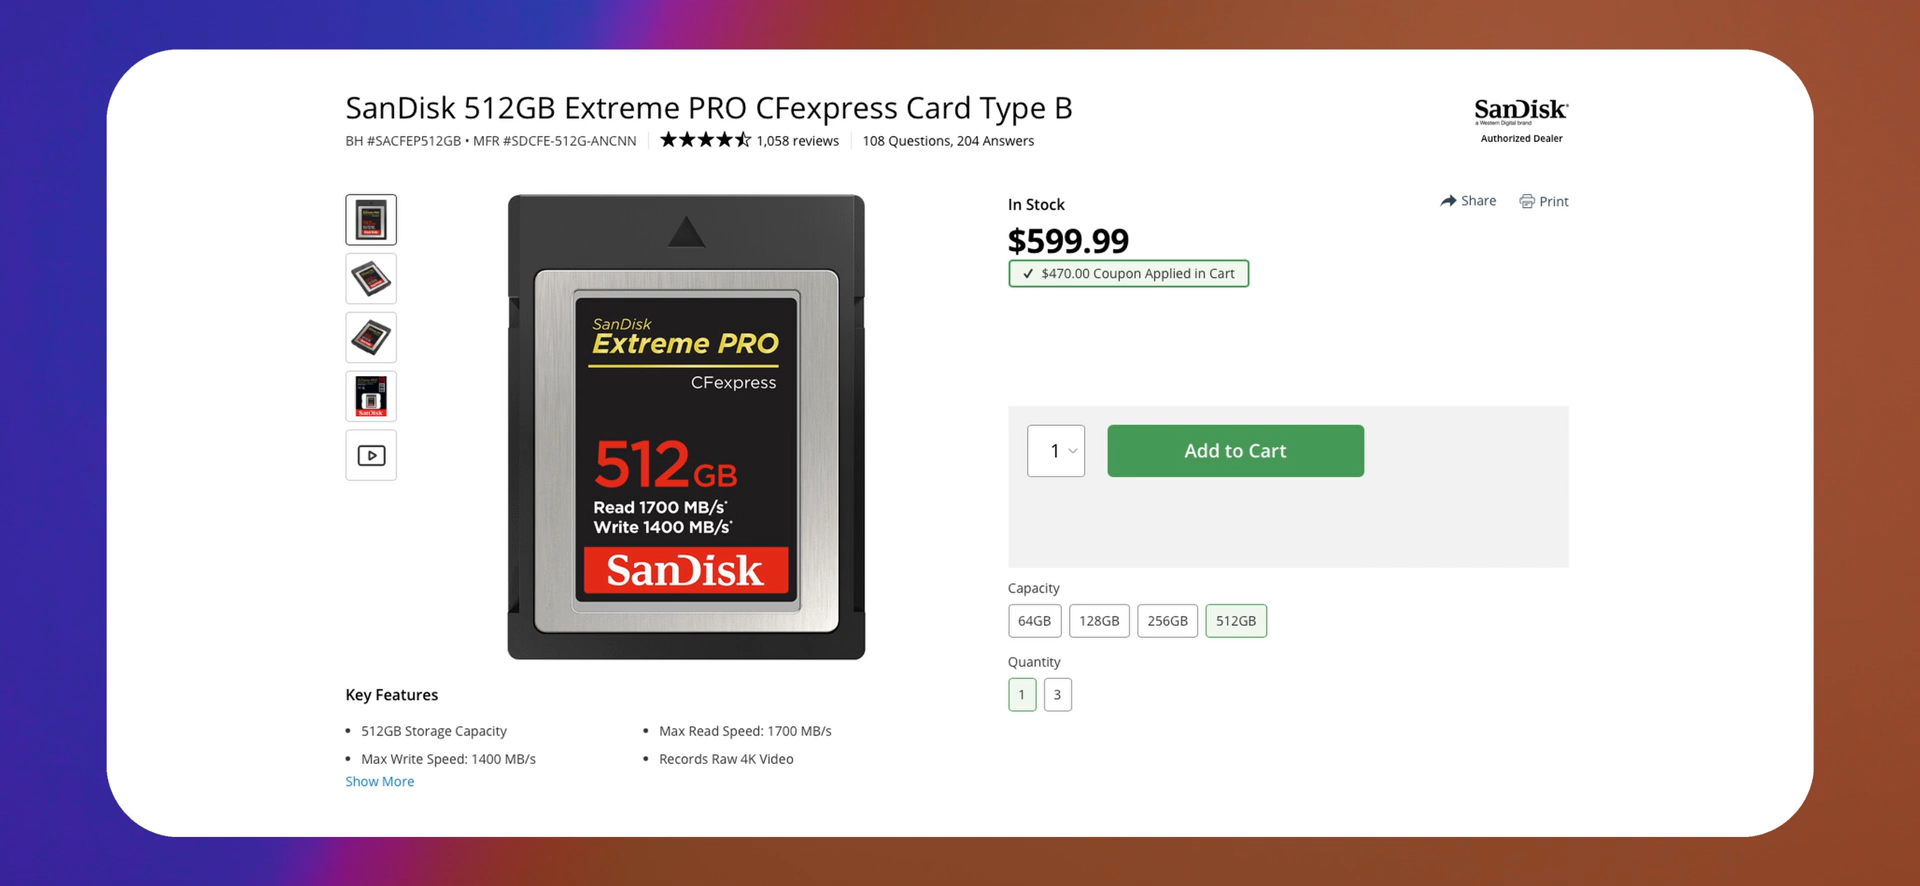 SanDisk 512GB Extreme PRO CFexpress Card Type B
BH #SACFEP512GB • MFR #SDCFE-512G-ANCNN
1,058 reviews
108 Questions, 204 Answers
SanDisk
a Western Digital brand
Authorized Dealer
In Stock
Share
Print
$599.99
✓ $470.00 Coupon Applied in Cart
SanDisk
Extreme PRO
CFexpress
512GB
Read 1700 MB/s*
Write 1400 MB/s*
SanDisk
1
Add to Cart
Capacity
64GB
128GB
256GB
512GB
Quantity
1
3
Key Features
• 512GB Storage Capacity
• Max Write Speed: 1400 MB/s
• Max Read Speed: 1700 MB/s
• Records Raw 4K Video
Show More